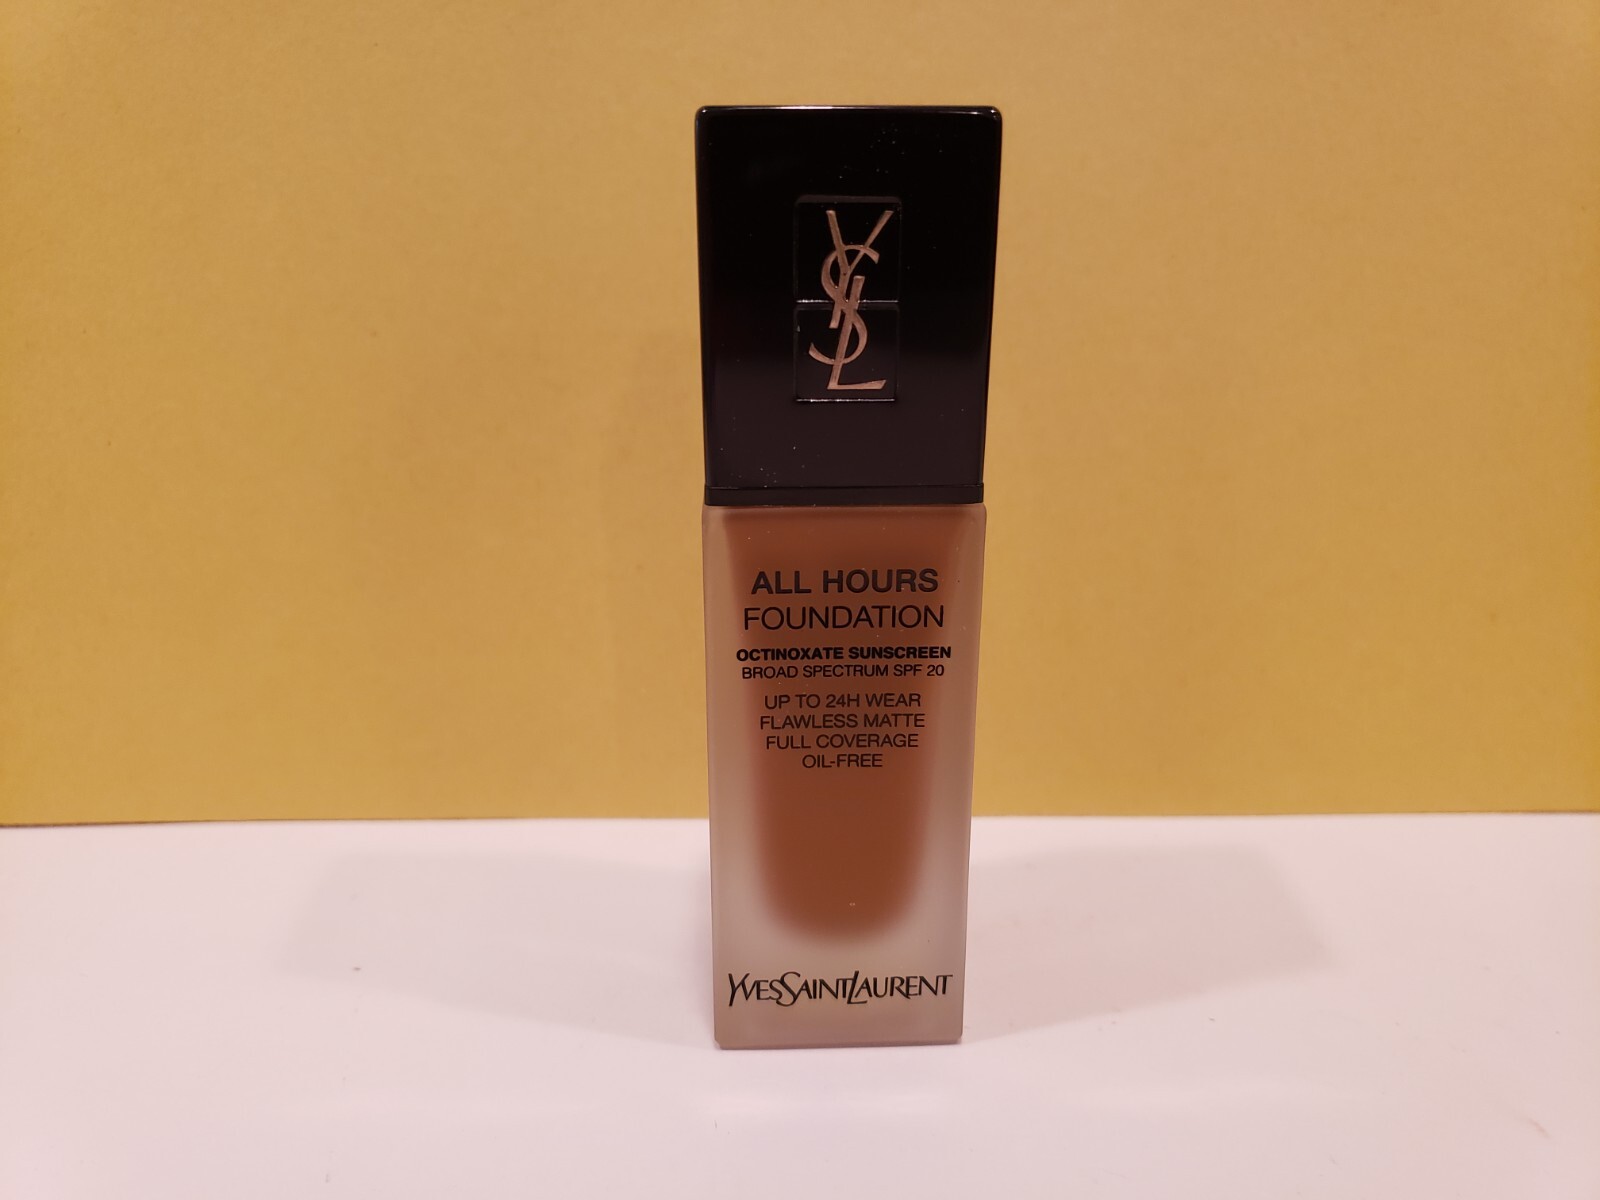 YSL
ALL HOURS
FOUNDATION
OCTINOXATE SUNSCREEN
BROAD SPECTRUM SPF 20
UP TO 24H WEAR
FLAWLESS MATTE
FULL COVERAGE
OIL-FREE
YVESSAINTLAURENT